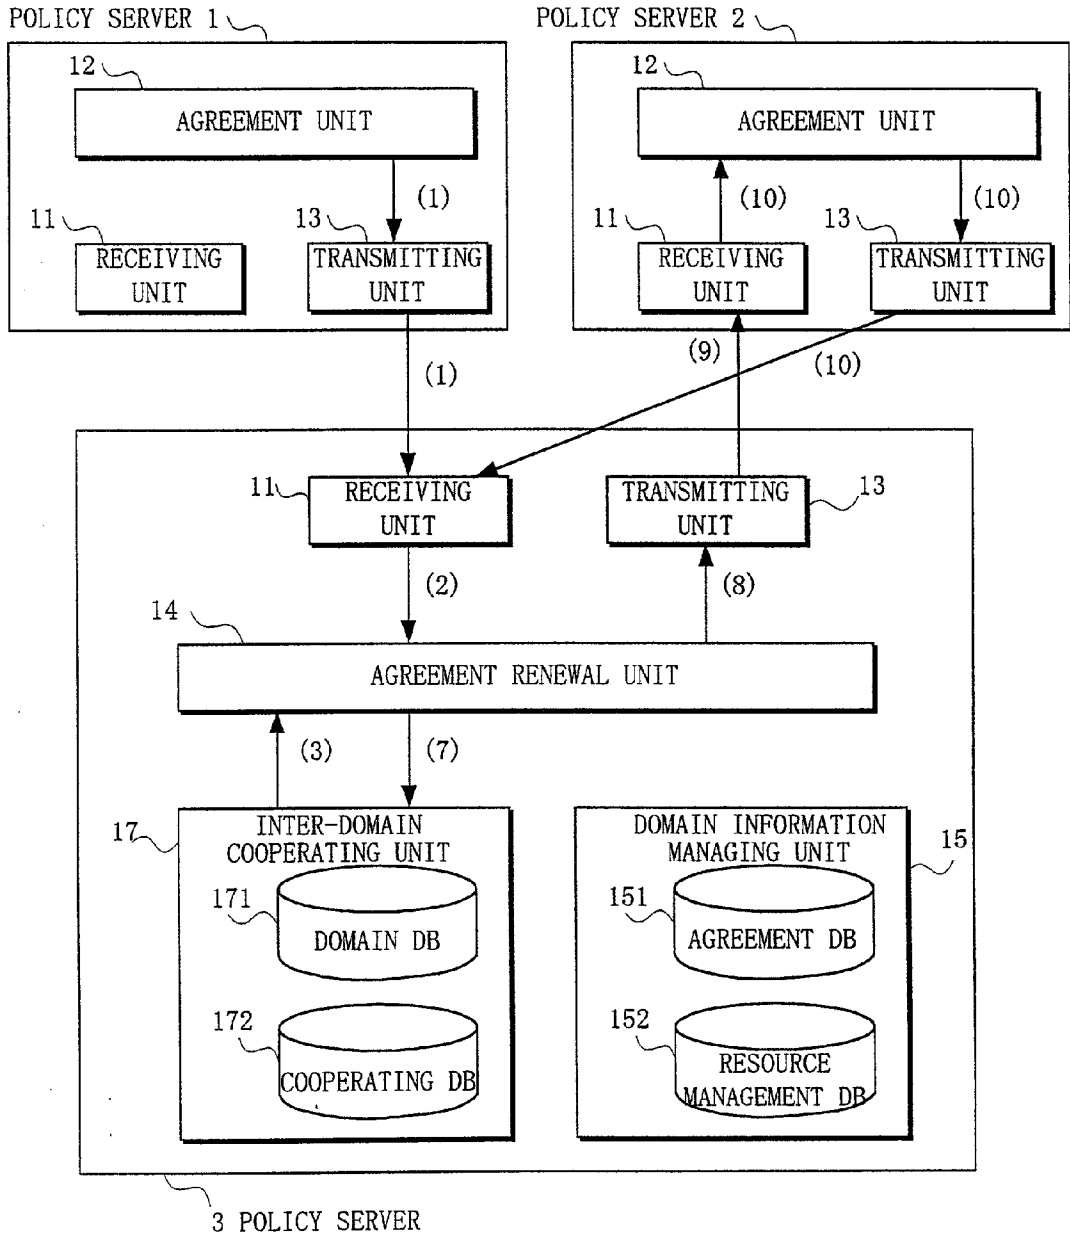 POLICY SERVER 1
POLICY SERVER 2
12
AGREEMENT UNIT
12
AGREEMENT UNIT
(1)
(10)
(10)
11
RECEIVING
UNIT
13
TRANSMITTING
UNIT
11
RECEIVING
UNIT
13
TRANSMITTING
UNIT
(1)
(9)
(10)
11
RECEIVING
UNIT
TRANSMITTING
UNIT
13
(2)
(8)
14
AGREEMENT RENEWAL UNIT
(3)
(7)
17
INTER-DOMAIN
COOPERATING UNIT
171
DOMAIN DB
172
COOPERATING DB
DOMAIN INFORMATION
MANAGING UNIT
15
151
AGREEMENT DB
152
RESOURCE
MANAGEMENT DB
3 POLICY SERVER